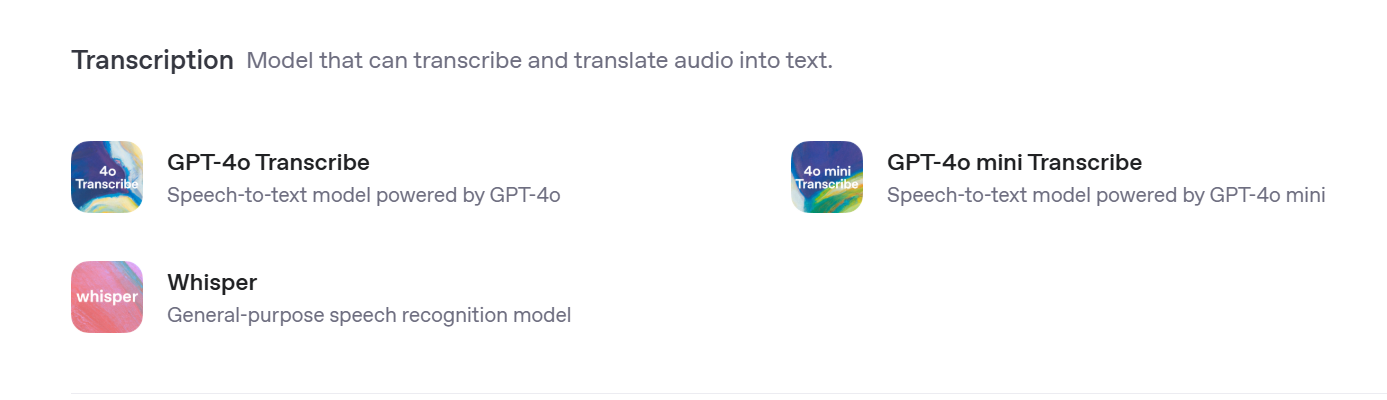 Transcription Model that can transcribe and translate audio into text.
4o
Transcribe
GPT-4o Transcribe
Speech-to-text model powered by GPT-4o
4o mini
Transcribe
GPT-4o mini Transcribe
Speech-to-text model powered by GPT-4o mini
whisper
Whisper
General-purpose speech recognition model